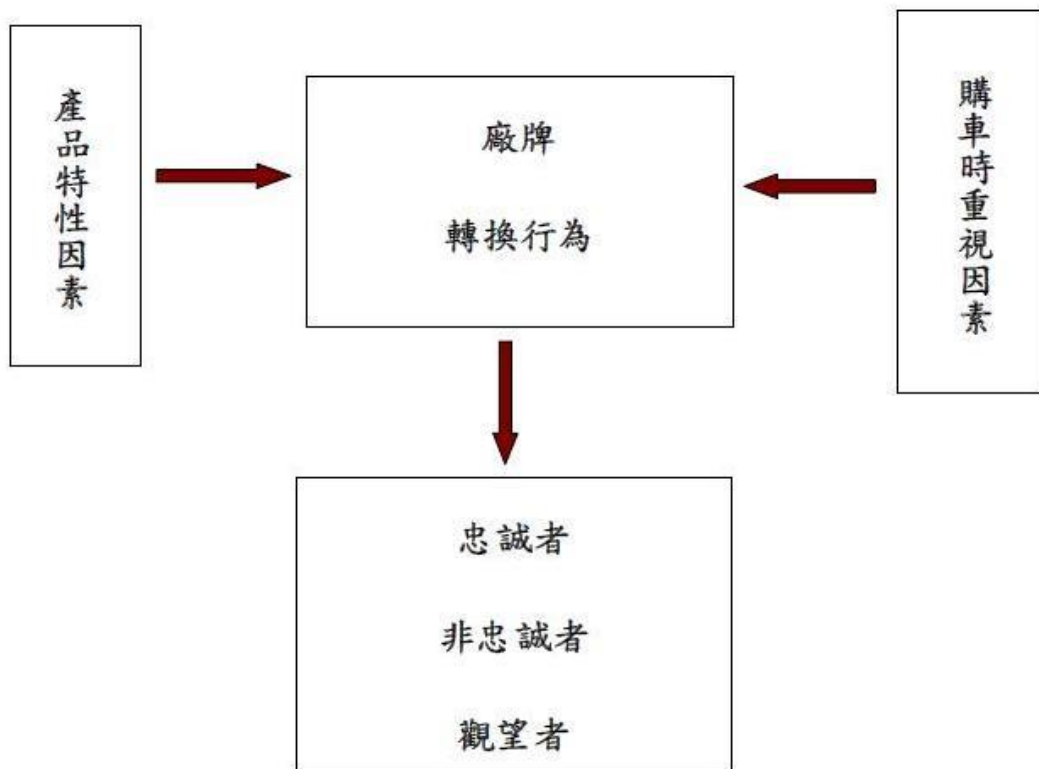 產品特性因素
廠牌
轉換行為
購車時重視因素
忠誠者
非忠誠者
觀望者